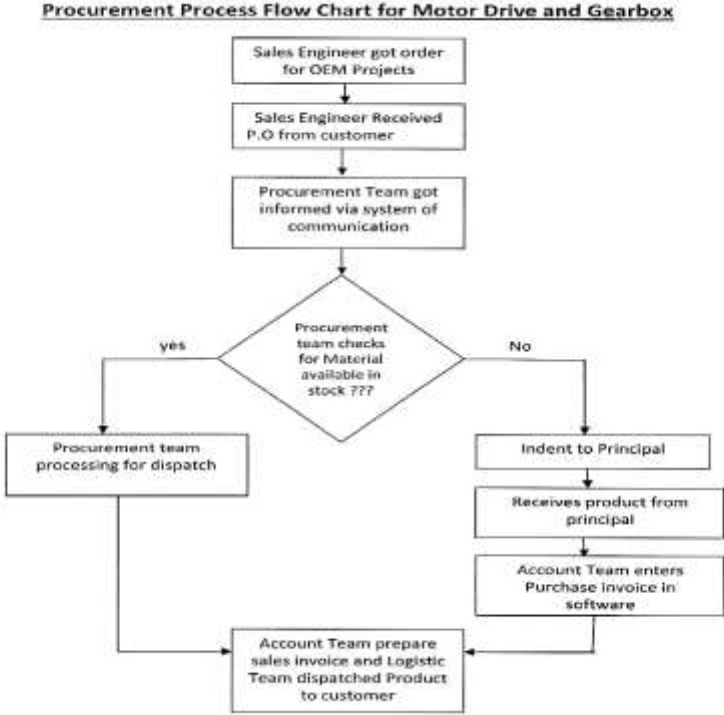 Procurement Process Flow Chart for Motor Drive and Gearbox
Sales Engineer got order
for OEM Projects
Sales Engineer Received
P.O from customer
Procurement Team got
informed via system of
communication
Procurement
team checks
for Material
available in
stock ???
yes
No
Procurement team
processing for dispatch
Indent to Principal
Receives product from
principal
Account Team enters
Purchase invoice in
software
Account Team prepare
sales invoice and Logistic
Team dispatched Product
to customer